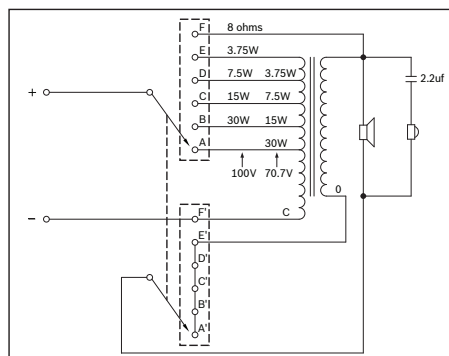 F 8 ohms
E 3.75W
D 7.5W 3.75W
2.2uf
+
C 15W 7.5W
B 30W 15W
A 30W
100V 70.7V
0
− F' C
E'
D'
C'
B'
A'